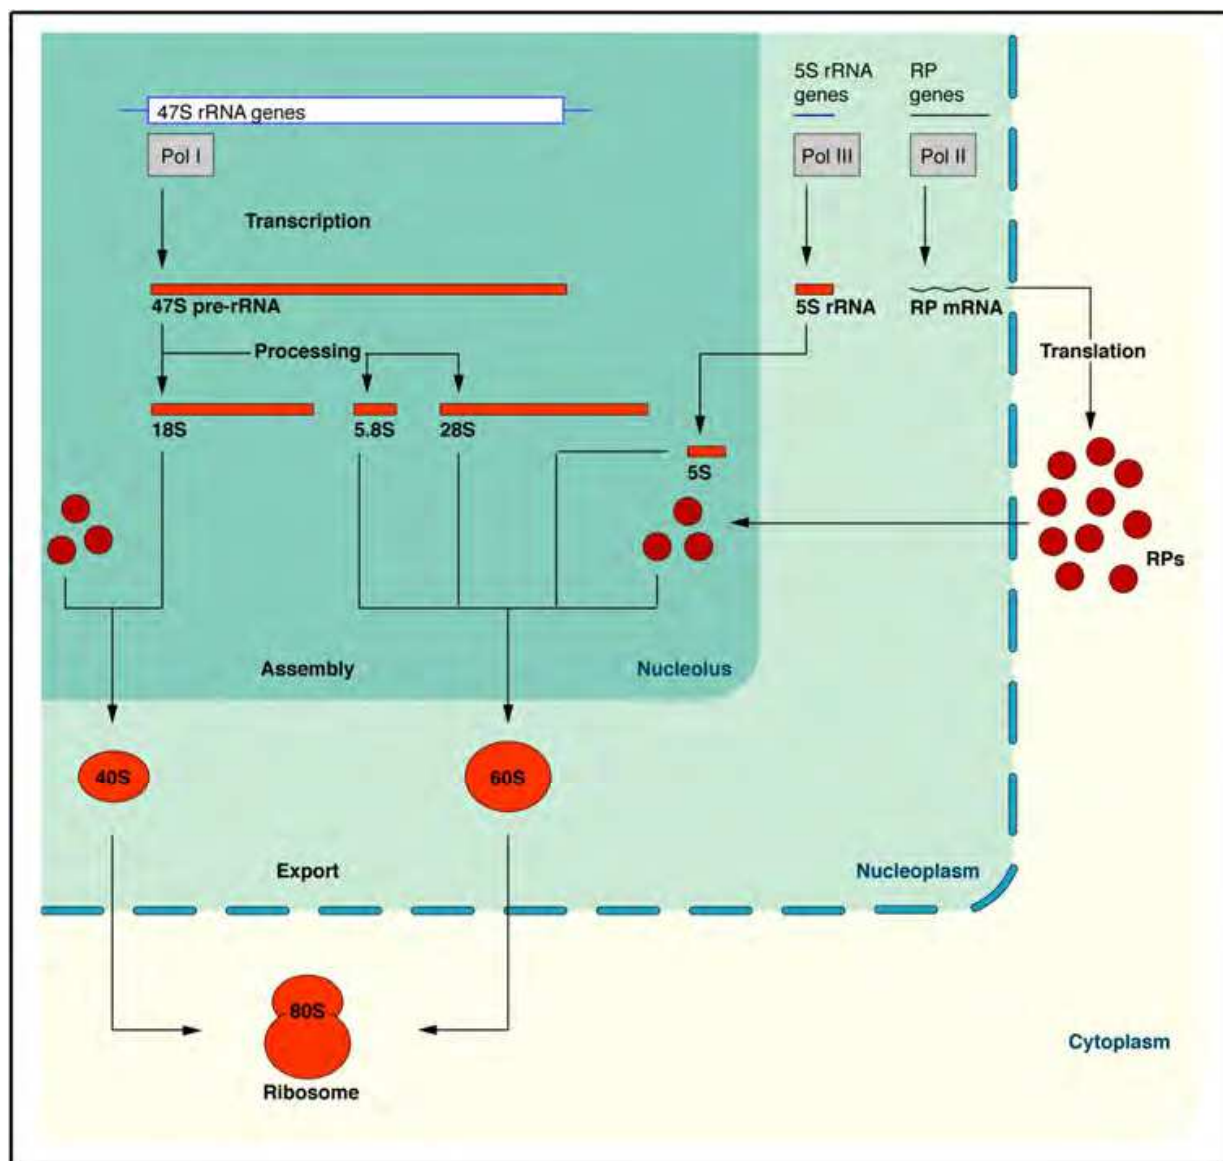 47S rRNA genes
5S rRNA
genes
RP
genes
Pol I
Pol III
Pol II
Transcription
47S pre-rRNA
5S rRNA
RP mRNA
Processing
Translation
18S
5.8S
28S
5S
RPs
Assembly
Nucleolus
40S
60S
Export
Nucleoplasm
80S
Ribosome
Cytoplasm